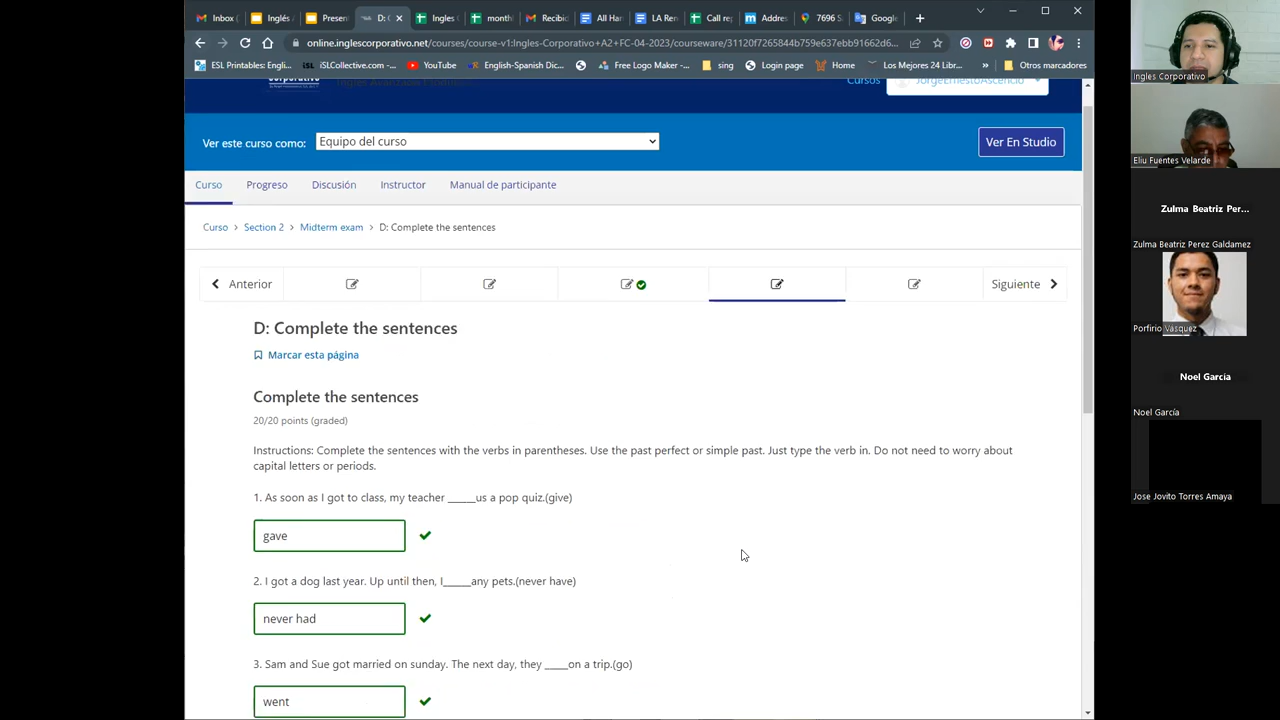 Inbox (
Inglés A
Present
D: C
Ingles
month
Recibid
All Har
LA Ren
Call rep
Addres
7696 S
Google
online.inglescorporativo.net/courses/course-v1:Ingles-Corporativo+A2+FC-04-2023/courseware/31120f7265844b759e637ebb91662d6...
ESL Printables: Engli...
iSLCollective.com -...
YouTube
English-Spanish Dic...
Free Logo Maker -...
sing
Login page
Home
Los Mejores 24 Libr...
»
Otros marcadores
Corporativo
Cursos
JorgeErnestoAscencio
Ver este curso como:
Equipo del curso
Ver En Studio
Curso
Progreso
Discusión
Instructor
Manual de participante
Curso > Section 2 > Midterm exam > D: Complete the sentences
Anterior
Siguiente
D: Complete the sentences
Marcar esta página
Complete the sentences
20/20 points (graded)
Instructions: Complete the sentences with the verbs in parentheses. Use the past perfect or simple past. Just type the verb in. Do not need to worry about
capital letters or periods.
1. As soon as I got to class, my teacher ______us a pop quiz.(give)
gave
2. I got a dog last year. Up until then, I______any pets.(never have)
never had
3. Sam and Sue got married on sunday. The next day, they _____on a trip.(go)
went
Ingles Corporativo
Eliu Fuentes Velarde
Zulma Beatriz Per...
Zulma Beatriz Perez Galdamez
Porfirio Vasquez
Noel Garcia
Noel García
Jose Jovito Torres Amaya